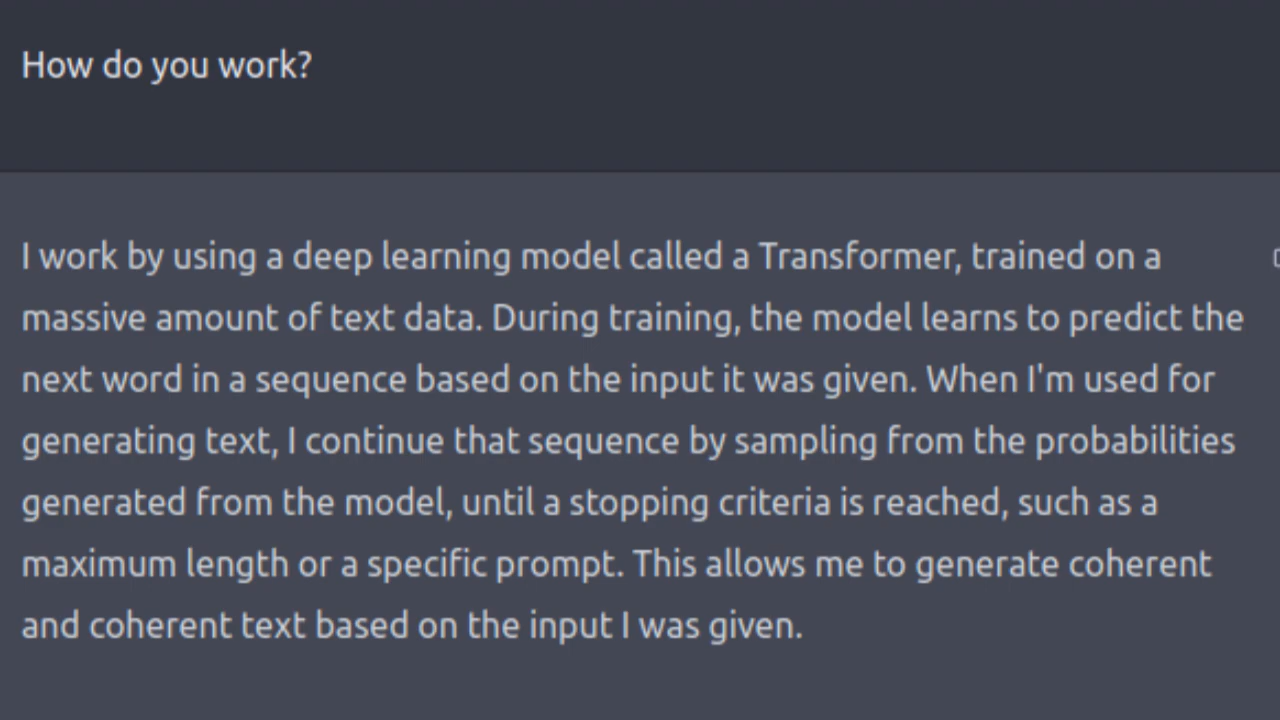 How do you work?
I work by using a deep learning model called a Transformer, trained on a
massive amount of text data. During training, the model learns to predict the
next word in a sequence based on the input it was given. When I'm used for
generating text, I continue that sequence by sampling from the probabilities
generated from the model, until a stopping criteria is reached, such as a
maximum length or a specific prompt. This allows me to generate coherent
and coherent text based on the input I was given.